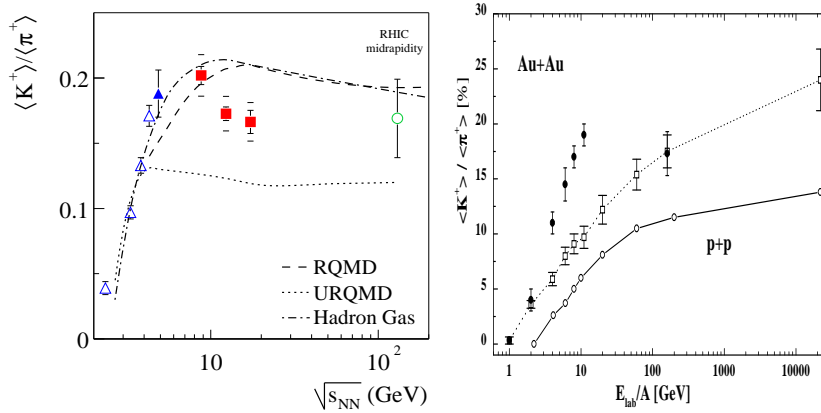 ⟨K⁺⟩/⟨π⁺⟩
0.2
0.1
0
RHIC
midrapidity
RQMD
URQMD
Hadron Gas
10
10²
√s_NN (GeV)
<K⁺> / <π⁺> [%]
30
25
20
15
10
5
0
Au+Au
p+p
1
10
100
1000
10000
E_lab/A [GeV]